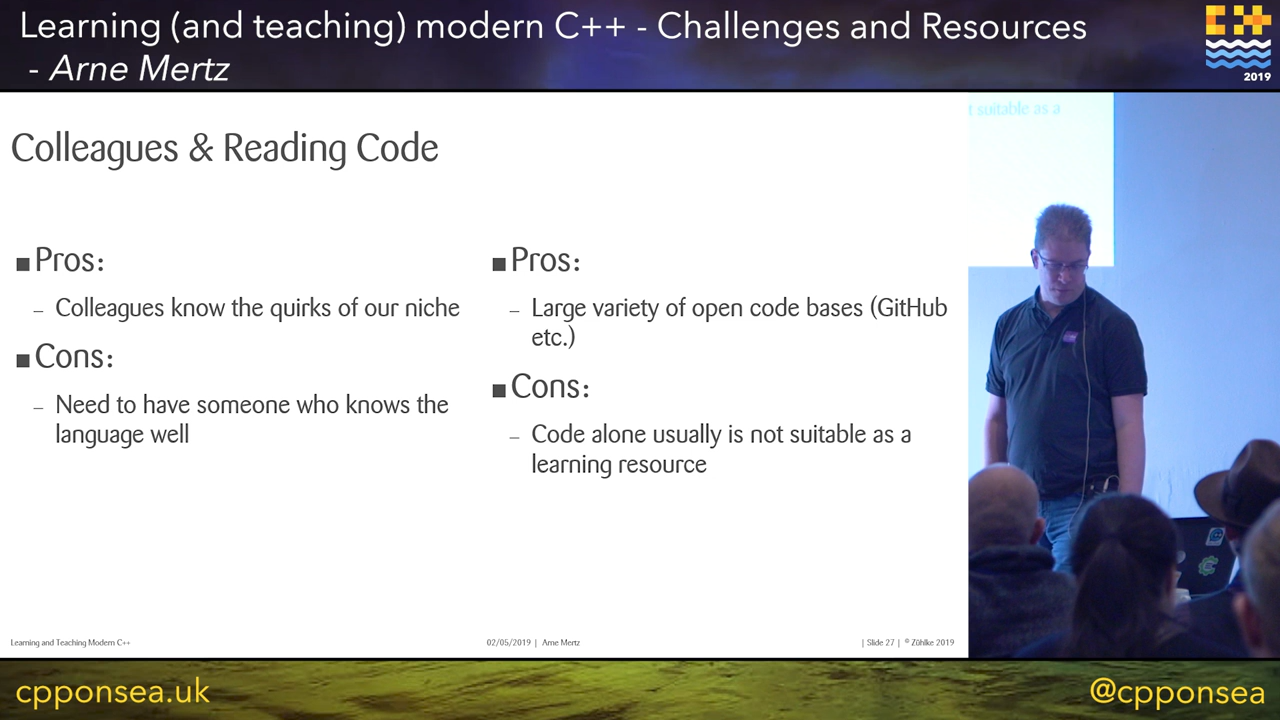 Learning (and teaching) modern C++ - Challenges and Resources
- Arne Mertz
2019
Colleagues & Reading Code
Pros:
– Colleagues know the quirks of our niche
Cons:
– Need to have someone who knows the
language well
Pros:
– Large variety of open code bases (GitHub
etc.)
Cons:
– Code alone usually is not suitable as a
learning resource
t suitable as a
Learning and Teaching Modern C++
02/05/2019 | Arne Mertz
| Slide 27 | © Zühlke 2019
cpponsea.uk
@cpponsea